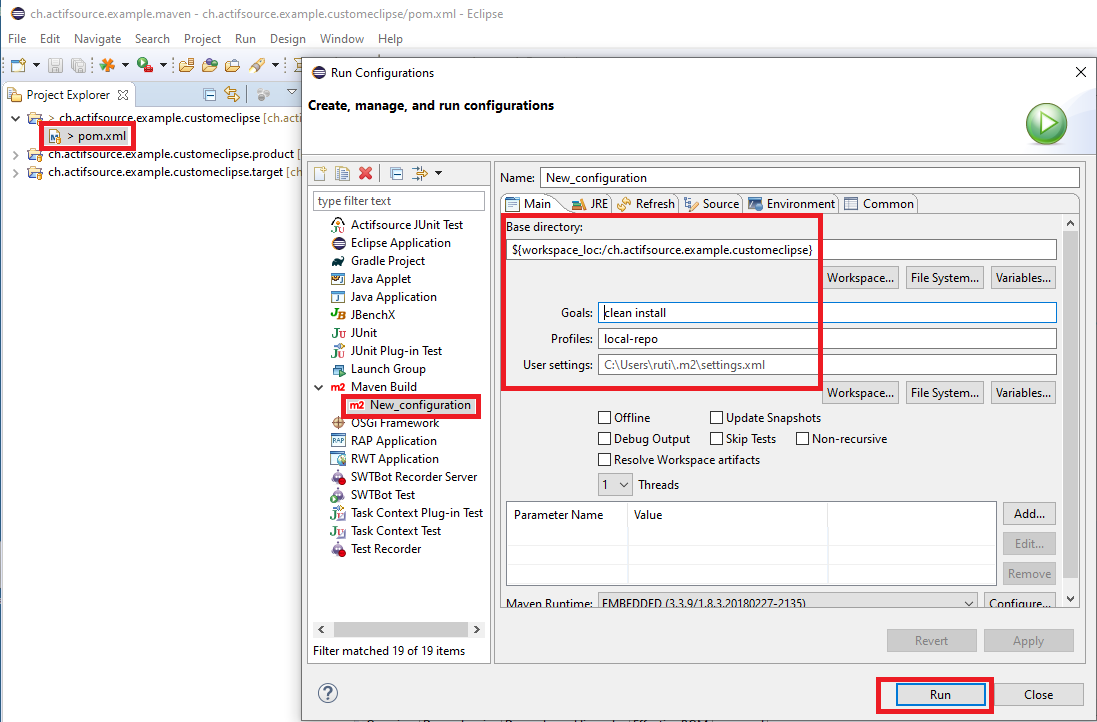 ch.actifsource.example.maven - ch.actifsource.example.customeclipse/pom.xml - Eclipse
File Edit Navigate Search Project Run Design Window Help
Project Explorer
> ch.actifsource.example.customeclipse [ch.acti
> pom.xml
ch.actifsource.example.customeclipse.product [
ch.actifsource.example.customeclipse.target [ch
Run Configurations
Create, manage, and run configurations
type filter text
Actifsource JUnit Test
Eclipse Application
Gradle Project
Java Applet
Java Application
JBenchX
JUnit
JUnit Plug-in Test
Launch Group
m2 Maven Build
m2 New_configuration
OSGi Framework
RAP Application
RWT Application
SWTBot Recorder Server
SWTBot Test
Task Context Plug-in Test
Task Context Test
Test Recorder
Filter matched 19 of 19 items
Name: New_configuration
Main JRE Refresh Source Environment Common
Base directory:
${workspace_loc:/ch.actifsource.example.customeclipse}
Workspace... File System... Variables...
Goals: clean install
Profiles: local-repo
User settings: C:\Users\ruti\.m2\settings.xml
Workspace... File System... Variables...
Offline Update Snapshots
Debug Output Skip Tests Non-recursive
Resolve Workspace artifacts
1 Threads
Parameter Name Value
Add...
Edit...
Remove
Maven Runtime: EMBEDDED (3.3.9/1.8.3.20180227-2135) Configure...
Revert Apply
Run Close